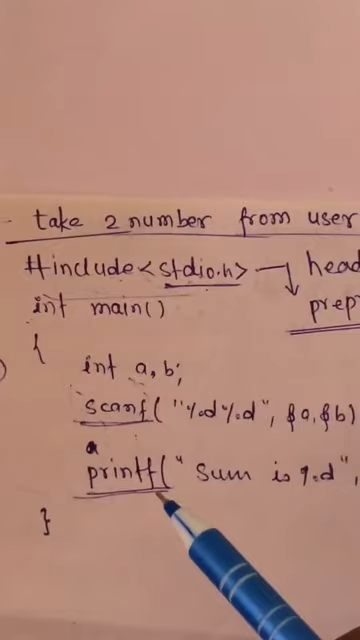 - take 2 number from user
#include<stdio.h> → head
int main() prep
{
int a, b;
scanf("%d%d", &a,&b)
a
printf(" Sum is %d",
}